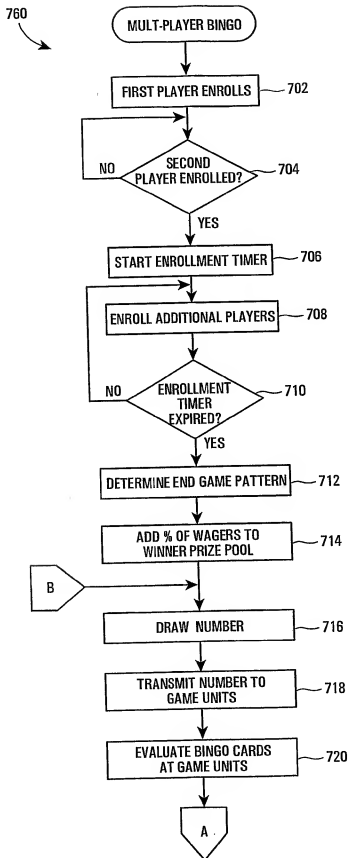 760
MULT-PLAYER BINGO
FIRST PLAYER ENROLLS
702
NO
SECOND
PLAYER ENROLLED?
704
YES
START ENROLLMENT TIMER
706
ENROLL ADDITIONAL PLAYERS
708
NO
ENROLLMENT
TIMER
EXPIRED?
710
YES
DETERMINE END GAME PATTERN
712
ADD % OF WAGERS TO
WINNER PRIZE POOL
714
B
DRAW NUMBER
716
TRANSMIT NUMBER TO
GAME UNITS
718
EVALUATE BINGO CARDS
AT GAME UNITS
720
A